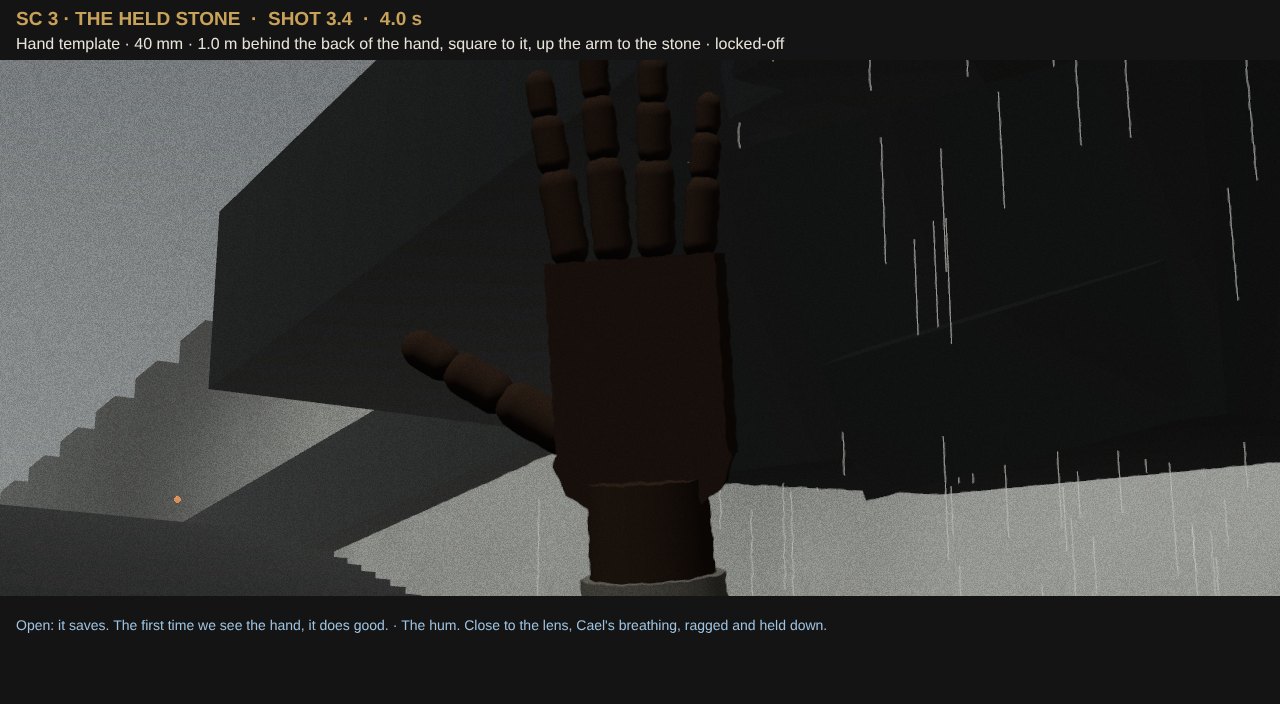 SC 3 · THE HELD STONE · SHOT 3.4 · 4.0 s
Hand template · 40 mm · 1.0 m behind the back of the hand, square to it, up the arm to the stone · locked-off
Open: it saves. The first time we see the hand, it does good. · The hum. Close to the lens, Cael's breathing, ragged and held down.